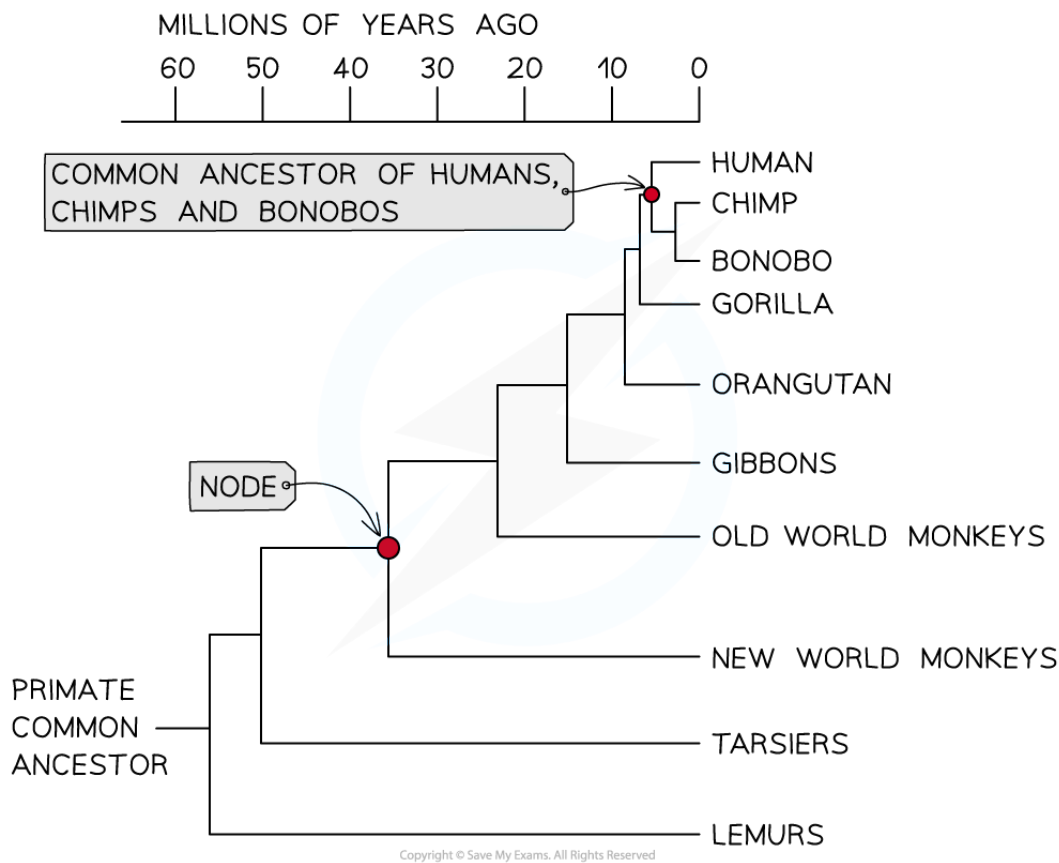 MILLIONS OF YEARS AGO
60 50 40 30 20 10 0
COMMON ANCESTOR OF HUMANS,
CHIMPS AND BONOBOS
HUMAN
CHIMP
BONOBO
GORILLA
ORANGUTAN
GIBBONS
NODE
OLD WORLD MONKEYS
NEW WORLD MONKEYS
PRIMATE
COMMON
ANCESTOR
TARSIERS
LEMURS
Copyright © Save My Exams. All Rights Reserved